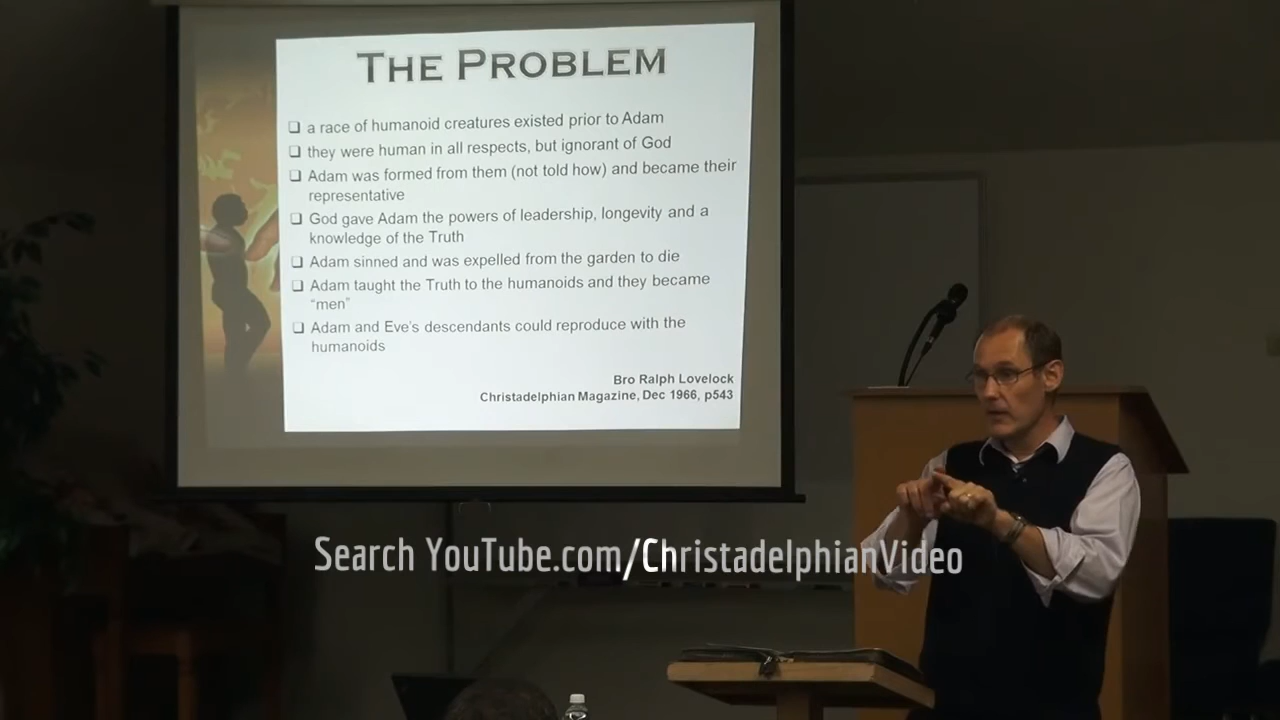 THE PROBLEM
❑ a race of humanoid creatures existed prior to Adam
❑ they were human in all respects, but ignorant of God
❑ Adam was formed from them (not told how) and became their
representative
❑ God gave Adam the powers of leadership, longevity and a
knowledge of the Truth
❑ Adam sinned and was expelled from the garden to die
❑ Adam taught the Truth to the humanoids and they became
“men”
❑ Adam and Eve’s descendants could reproduce with the
humanoids
Bro Ralph Lovelock
Christadelphian Magazine, Dec 1966, p543
Search YouTube.com/ChristadelphianVideo